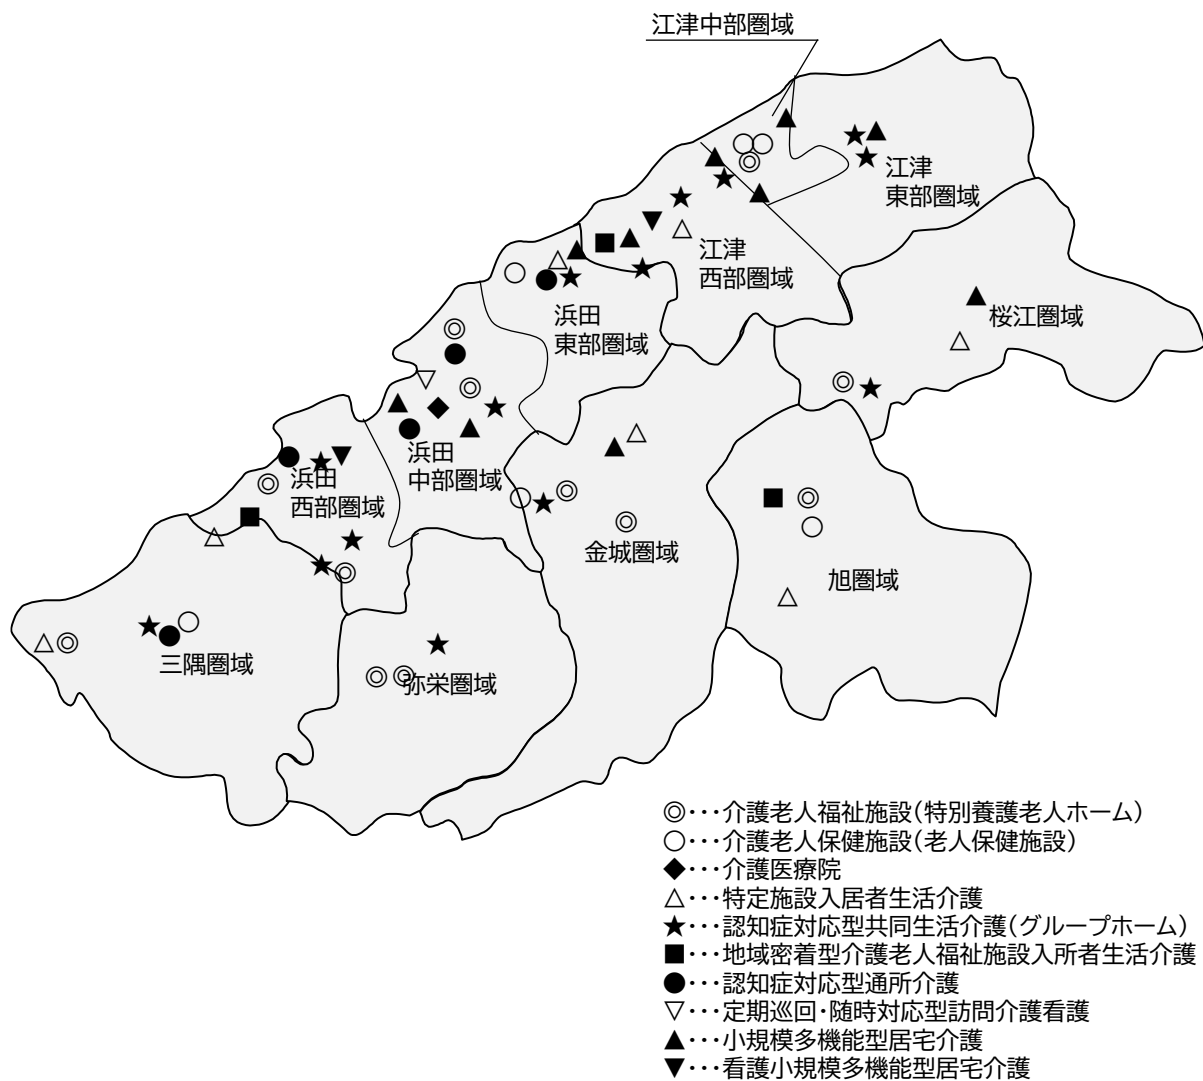 江津中部圏域
江津
東部圏域
江津
西部圏域
桜江圏域
浜田
東部圏域
浜田
中部圏域
浜田
西部圏域
金城圏域
旭圏域
三隅圏域
弥栄圏域
◎･･･介護老人福祉施設（特別養護老人ホーム）
○･･･介護老人保健施設（老人保健施設）
◆･･･介護医療院
△･･･特定施設入居者生活介護
★･･･認知症対応型共同生活介護（グループホーム）
■･･･地域密着型介護老人福祉施設入所者生活介護
●･･･認知症対応型通所介護
▽･･･定期巡回･随時対応型訪問介護看護
▲･･･小規模多機能型居宅介護
▼･･･看護小規模多機能型居宅介護